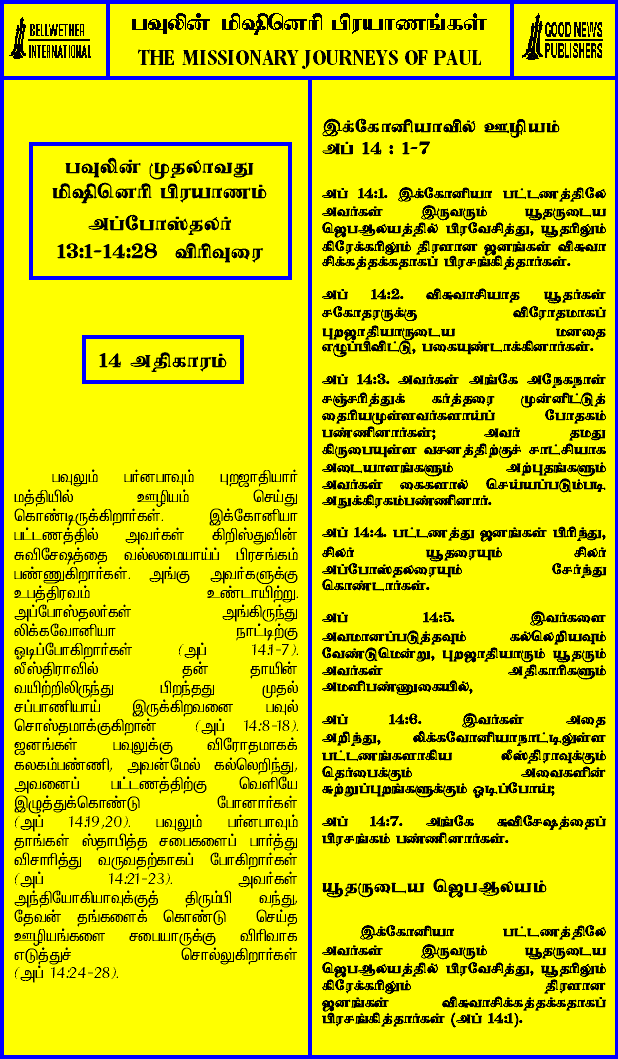 BELLWETHER
INTERNATIONAL
பவுலின் மிஷினெரி பிரயாணங்கள்
THE MISSIONARY JOURNEYS OF PAUL
GOOD NEWS
PUBLISHERS
பவுலின் முதலாவது
மிஷினெரி பிரயாணம்
அப்போஸ்தலர்
13:1-14:28 விரிவுரை
14 அதிகாரம்
பவுலும் பர்னபாவும் புறஜாதியார்
மத்தியில் ஊழியம் செய்து
கொண்டிருக்கிறார்கள். இக்கோனியா
பட்டணத்தில் அவர்கள் கிறிஸ்துவின்
சுவிசேஷத்தை வல்லமையாய்ப் பிரசங்கம்
பண்ணுகிறார்கள். அங்கு அவர்களுக்கு
உபத்திரவம் உண்டாயிற்று.
அப்போஸ்தலர்கள் அங்கிருந்து
லிக்கவோனியா நாட்டிற்கு
ஓடிப்போகிறார்கள் (அப் 14:1-7).
லீஸ்திராவில் தன் தாயின்
வயிற்றிலிருந்து பிறந்தது முதல்
சப்பாணியாய் இருக்கிறவனை பவுல்
சொஸ்தமாக்குகிறான் (அப் 14:8-18).
ஜனங்கள் பவுலுக்கு விரோதமாகக்
கலகம்பண்ணி, அவன்மேல் கல்லெறிந்து,
அவனைப் பட்டணத்திற்கு வெளியே
இழுத்துக்கொண்டு போனார்கள்
(அப் 14:19,20). பவுலும் பர்னபாவும்
தாங்கள் ஸ்தாபித்த சபைகளைப் பார்த்து
விசாரித்து வருவதற்காகப் போகிறார்கள்
(அப் 14:21-23). அவர்கள்
அந்தியோகியாவுக்குத் திரும்பி வந்து,
தேவன் தங்களைக் கொண்டு செய்த
ஊழியங்களை சபையாருக்கு விரிவாக
எடுத்துச் சொல்லுகிறார்கள்
(அப் 14:24-28).
இக்கோனியாவில் ஊழியம்
அப் 14 : 1-7
அப் 14:1. இக்கோனியா பட்டணத்திலே
அவர்கள் இருவரும் யூதருடைய
ஜெபஆலயத்தில் பிரவேசித்து, யூதரிலும்
கிரேக்கரிலும் திரளான ஜனங்கள் விசுவா
சிக்கத்தக்கதாகப் பிரசங்கித்தார்கள்.
அப் 14:2. விசுவாசியாத யூதர்கள்
சகோதரருக்கு விரோதமாகப்
புறஜாதியாருடைய மனதை
எழுப்பிவிட்டு, பகையுண்டாக்கினார்கள்.
அப் 14:3. அவர்கள் அங்கே அநேகநாள்
சஞ்சரித்துக் கர்த்தரை முன்னிட்டுத்
தைரியமுள்ளவர்களாய்ப் போதகம்
பண்ணினார்கள்; அவர் தமது
கிருபையுள்ள வசனத்திற்குச் சாட்சியாக
அடையாளங்களும் அற்புதங்களும்
அவர்கள் கைகளால் செய்யப்படும்படி
அநுக்கிரகம்பண்ணினார்.
அப் 14:4. பட்டணத்து ஜனங்கள் பிரிந்து,
சிலர் யூதரையும் சிலர்
அப்போஸ்தலரையும் சேர்ந்து
கொண்டார்கள்.
அப் 14:5. இவர்களை
அவமானப்படுத்தவும் கல்லெறியவும்
வேண்டுமென்று, புறஜாதியாரும் யூதரும்
அவர்கள் அதிகாரிகளும்
அமளிபண்ணுகையில்,
அப் 14:6. இவர்கள் அதை
அறிந்து, லிக்கவோனியாநாட்டிலுள்ள
பட்டணங்களாகிய லீஸ்திராவுக்கும்
தெர்பைக்கும் அவைகளின்
சுற்றுப்புறங்களுக்கும் ஓடிப்போய்;
அப் 14:7. அங்கே சுவிசேஷத்தைப்
பிரசங்கம் பண்ணினார்கள்.
யூதருடைய ஜெபஆலயம்
இக்கோனியா பட்டணத்திலே
அவர்கள் இருவரும் யூதருடைய
ஜெபஆலயத்தில் பிரவேசித்து, யூதரிலும்
கிரேக்கரிலும் திரளான
ஜனங்கள் விசுவாசிக்கத்தக்கதாகப்
பிரசங்கித்தார்கள் (அப் 14:1).